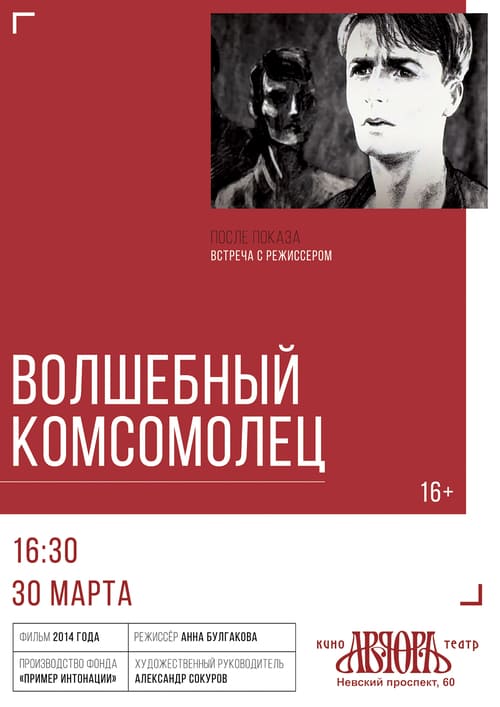 ПОСЛЕ ПОКАЗА
ВСТРЕЧА С РЕЖИССЕРОМ
ВОЛШЕБНЫЙ
КОМСОМОЛЕЦ
16+
16:30
30 МАРТА
ФИЛЬМ 2014 ГОДА
РЕЖИССЁР АННА БУЛГАКОВА
ПРОИЗВОДСТВО ФОНДА
«ПРИМЕР ИНТОНАЦИИ»
ХУДОЖЕСТВЕННЫЙ РУКОВОДИТЕЛЬ
АЛЕКСАНДР СОКУРОВ
КИНО АВРОРА ТЕАТР
Невский проспект, 60